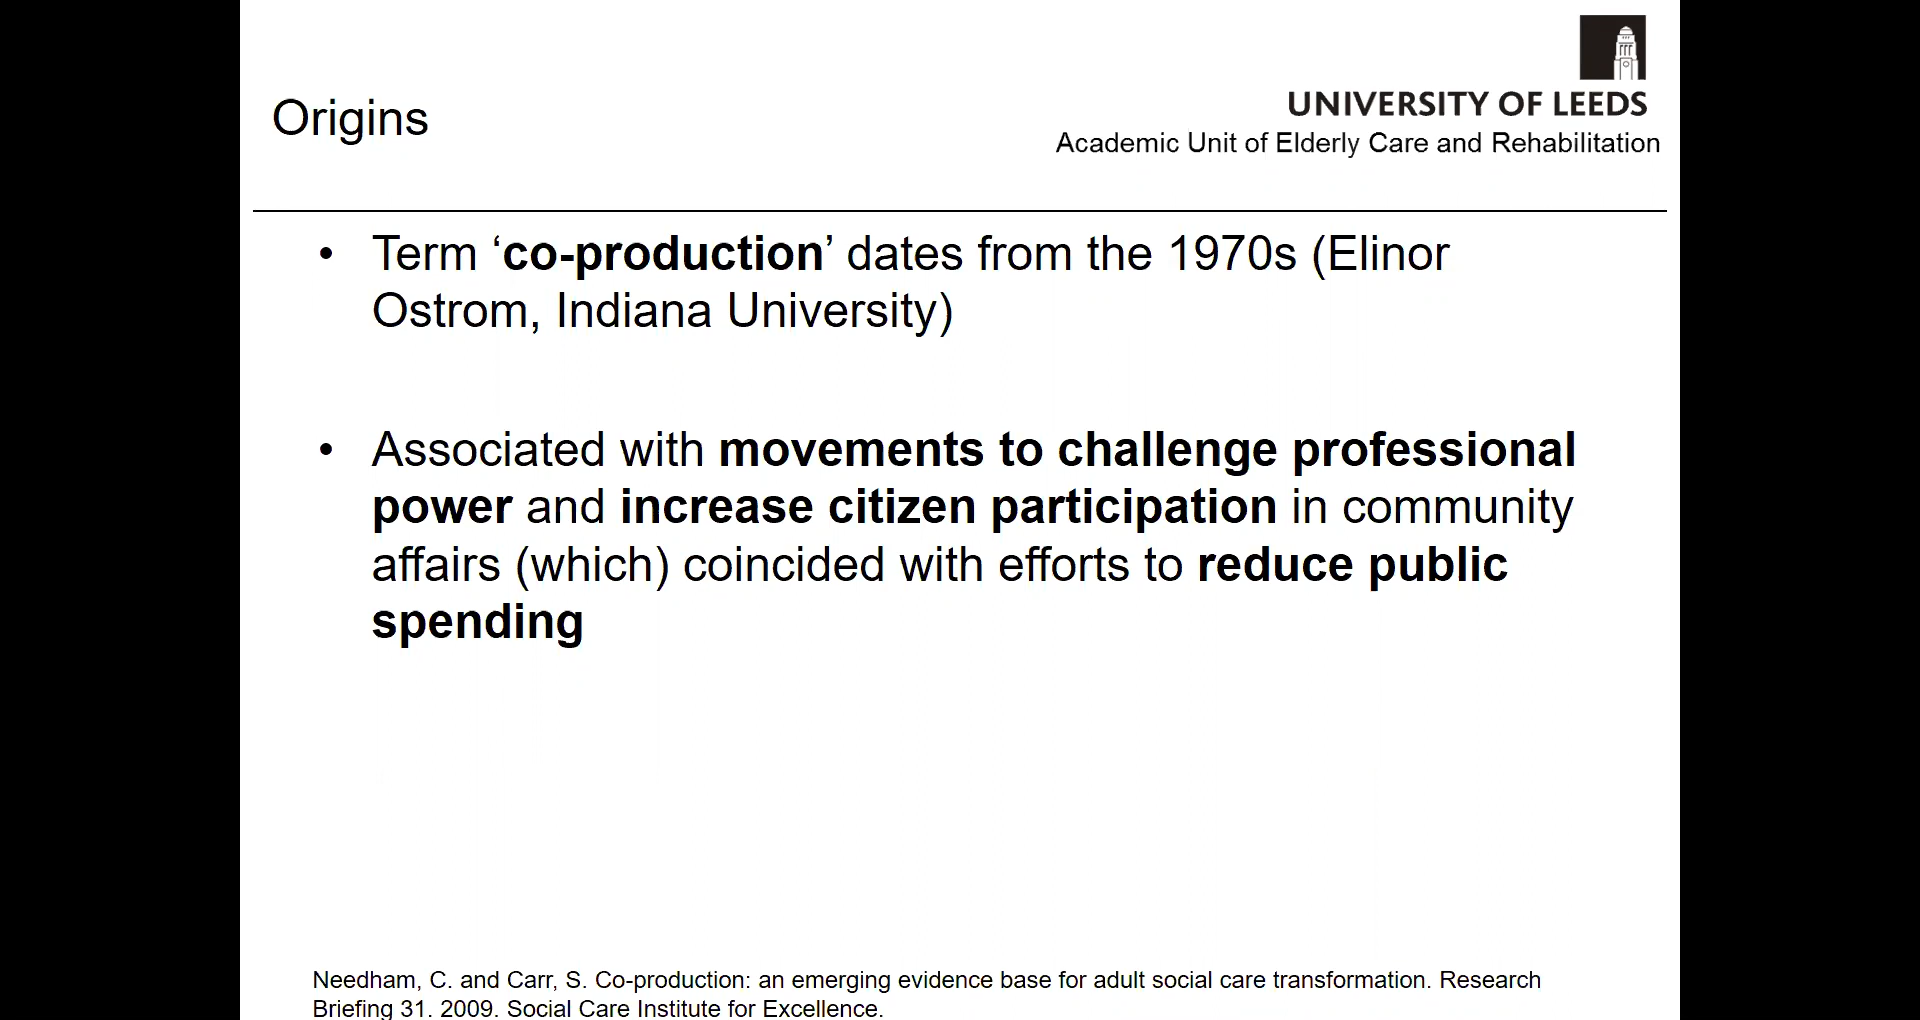 UNIVERSITY OF LEEDS
Origins
Academic Unit of Elderly Care and Rehabilitation
• Term ‘co-production’ dates from the 1970s (Elinor
Ostrom, Indiana University)
• Associated with movements to challenge professional
power and increase citizen participation in community
affairs (which) coincided with efforts to reduce public
spending
Needham, C. and Carr, S. Co-production: an emerging evidence base for adult social care transformation. Research
Briefing 31. 2009. Social Care Institute for Excellence.